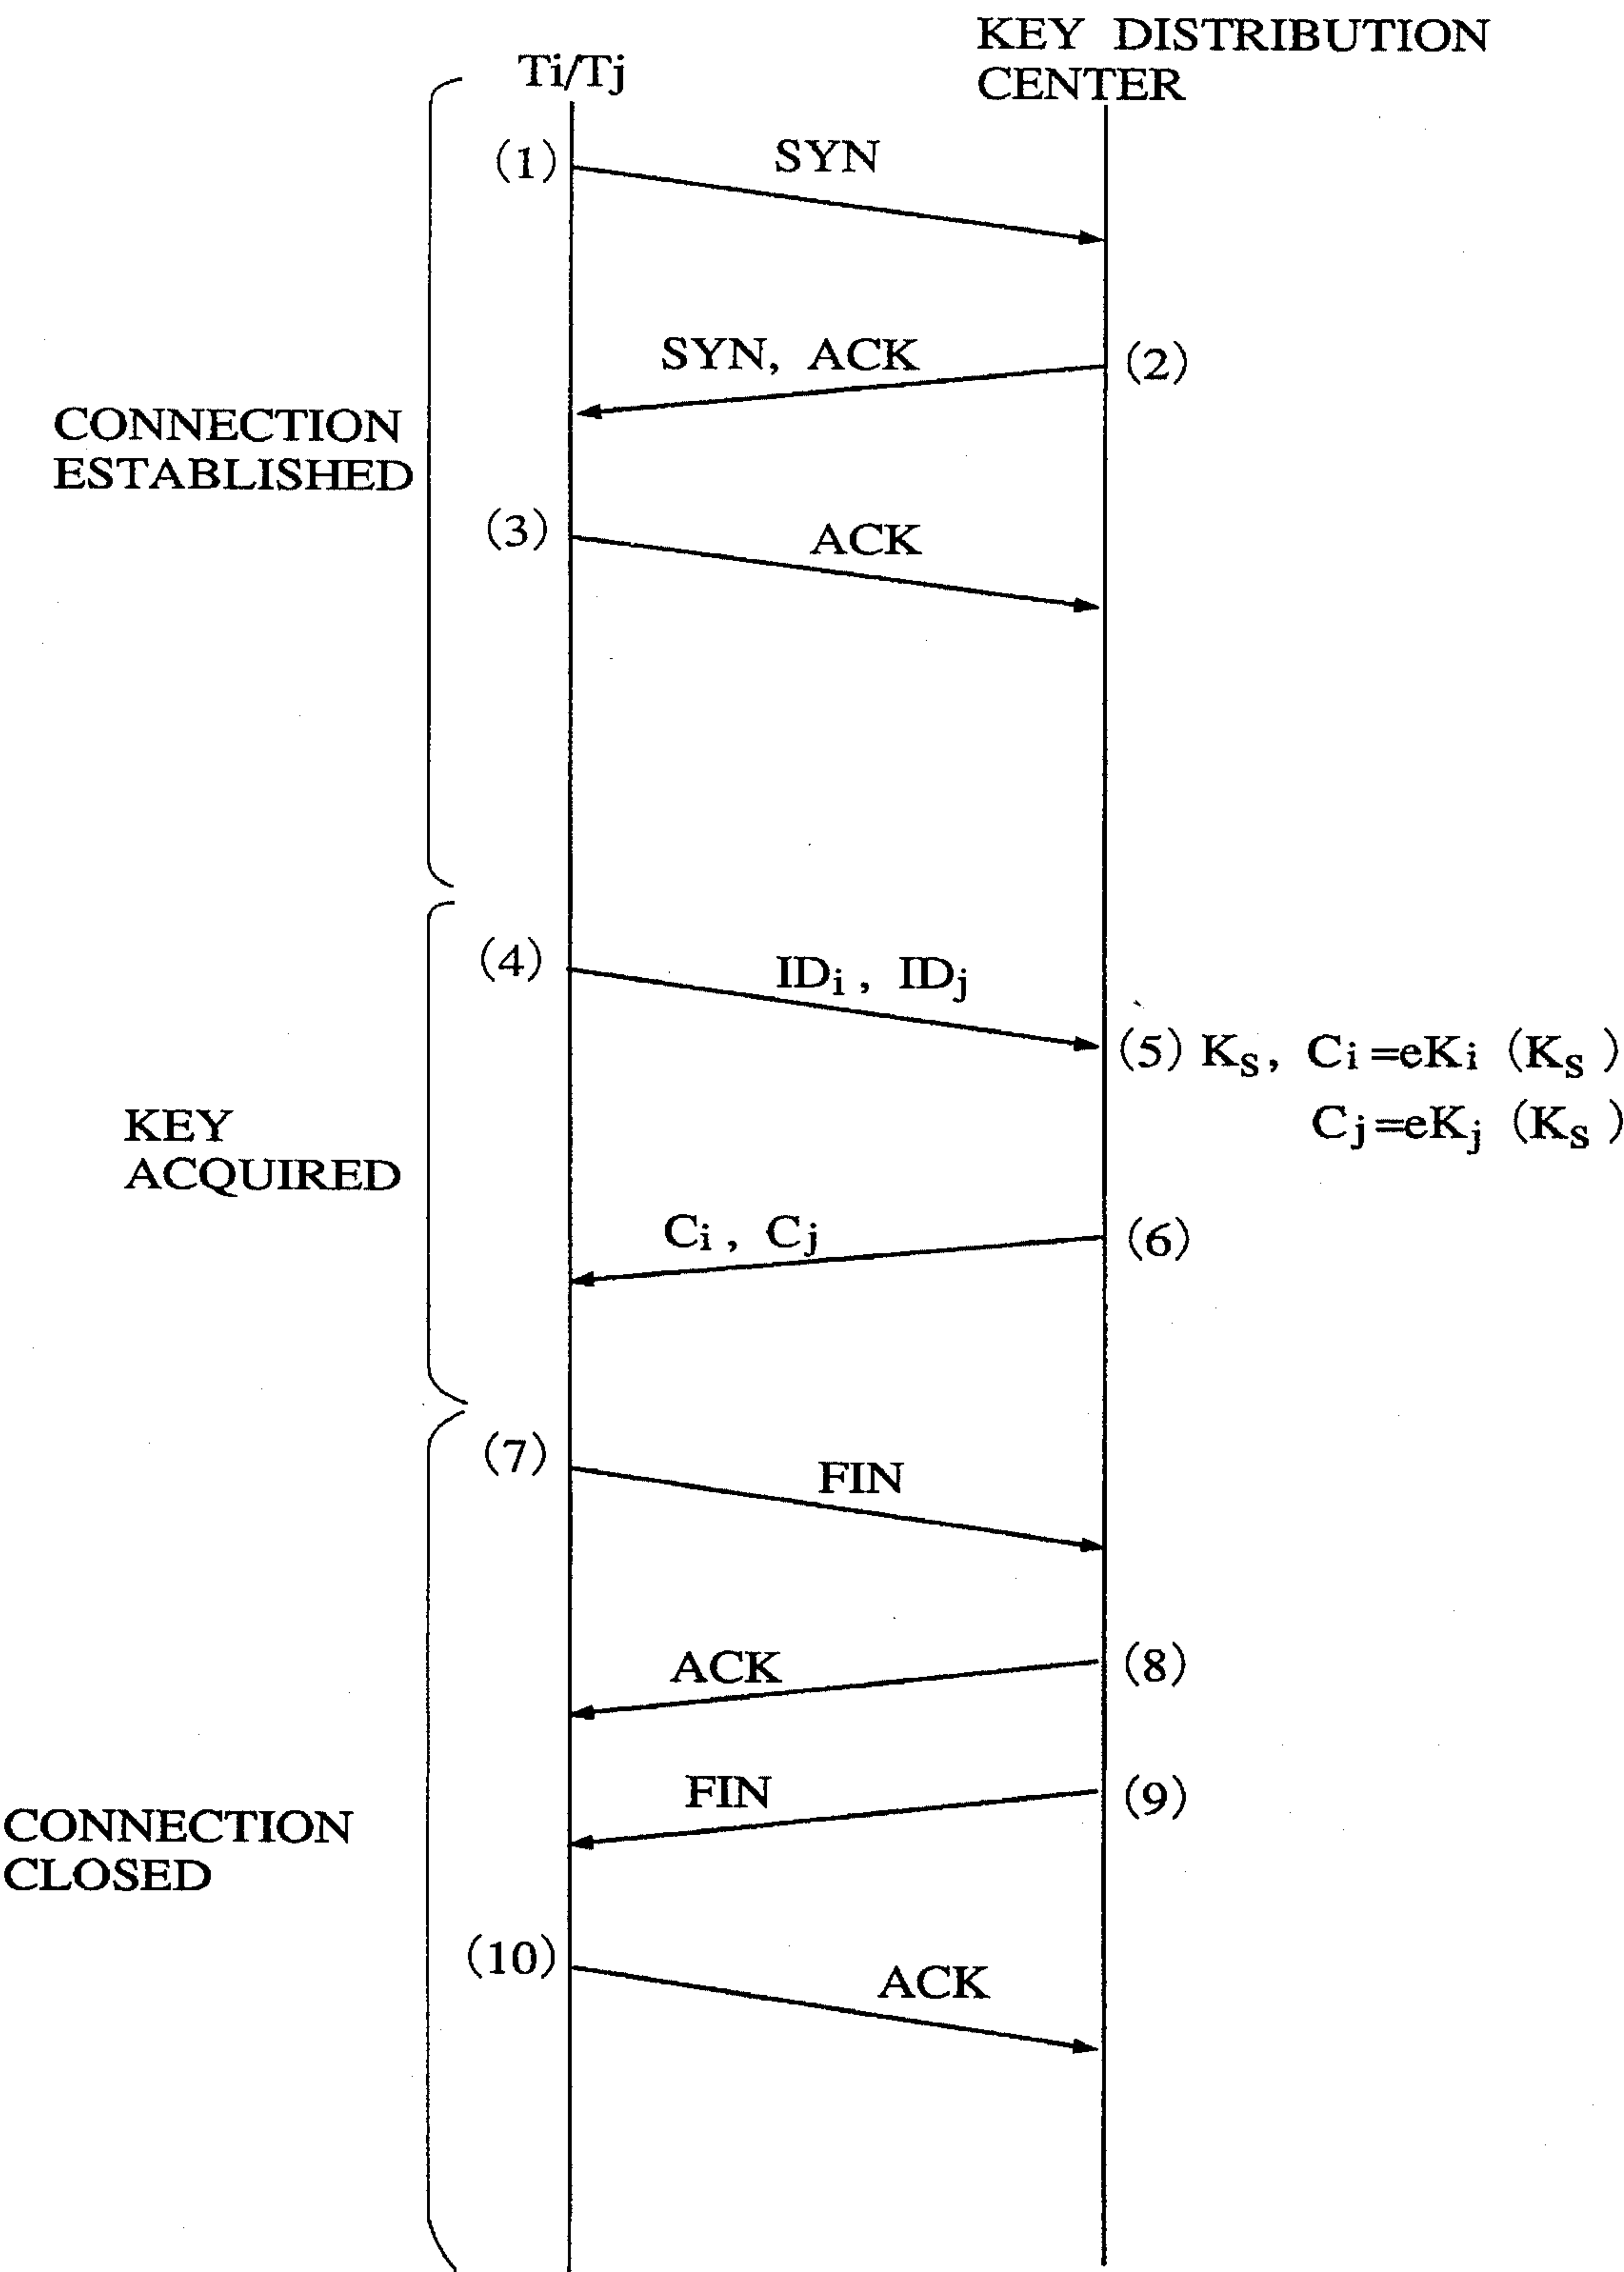 KEY DISTRIBUTION
CENTER
Ti/Tj
(1)
SYN
SYN, ACK
(2)
CONNECTION
ESTABLISHED
(3)
ACK
(4)
IDi, IDj
(5) Ks, Ci=eKi (Ks)
Cj=eKj (Ks)
KEY
ACQUIRED
Ci, Cj
(6)
(7)
FIN
ACK
(8)
FIN
(9)
CONNECTION
CLOSED
(10)
ACK